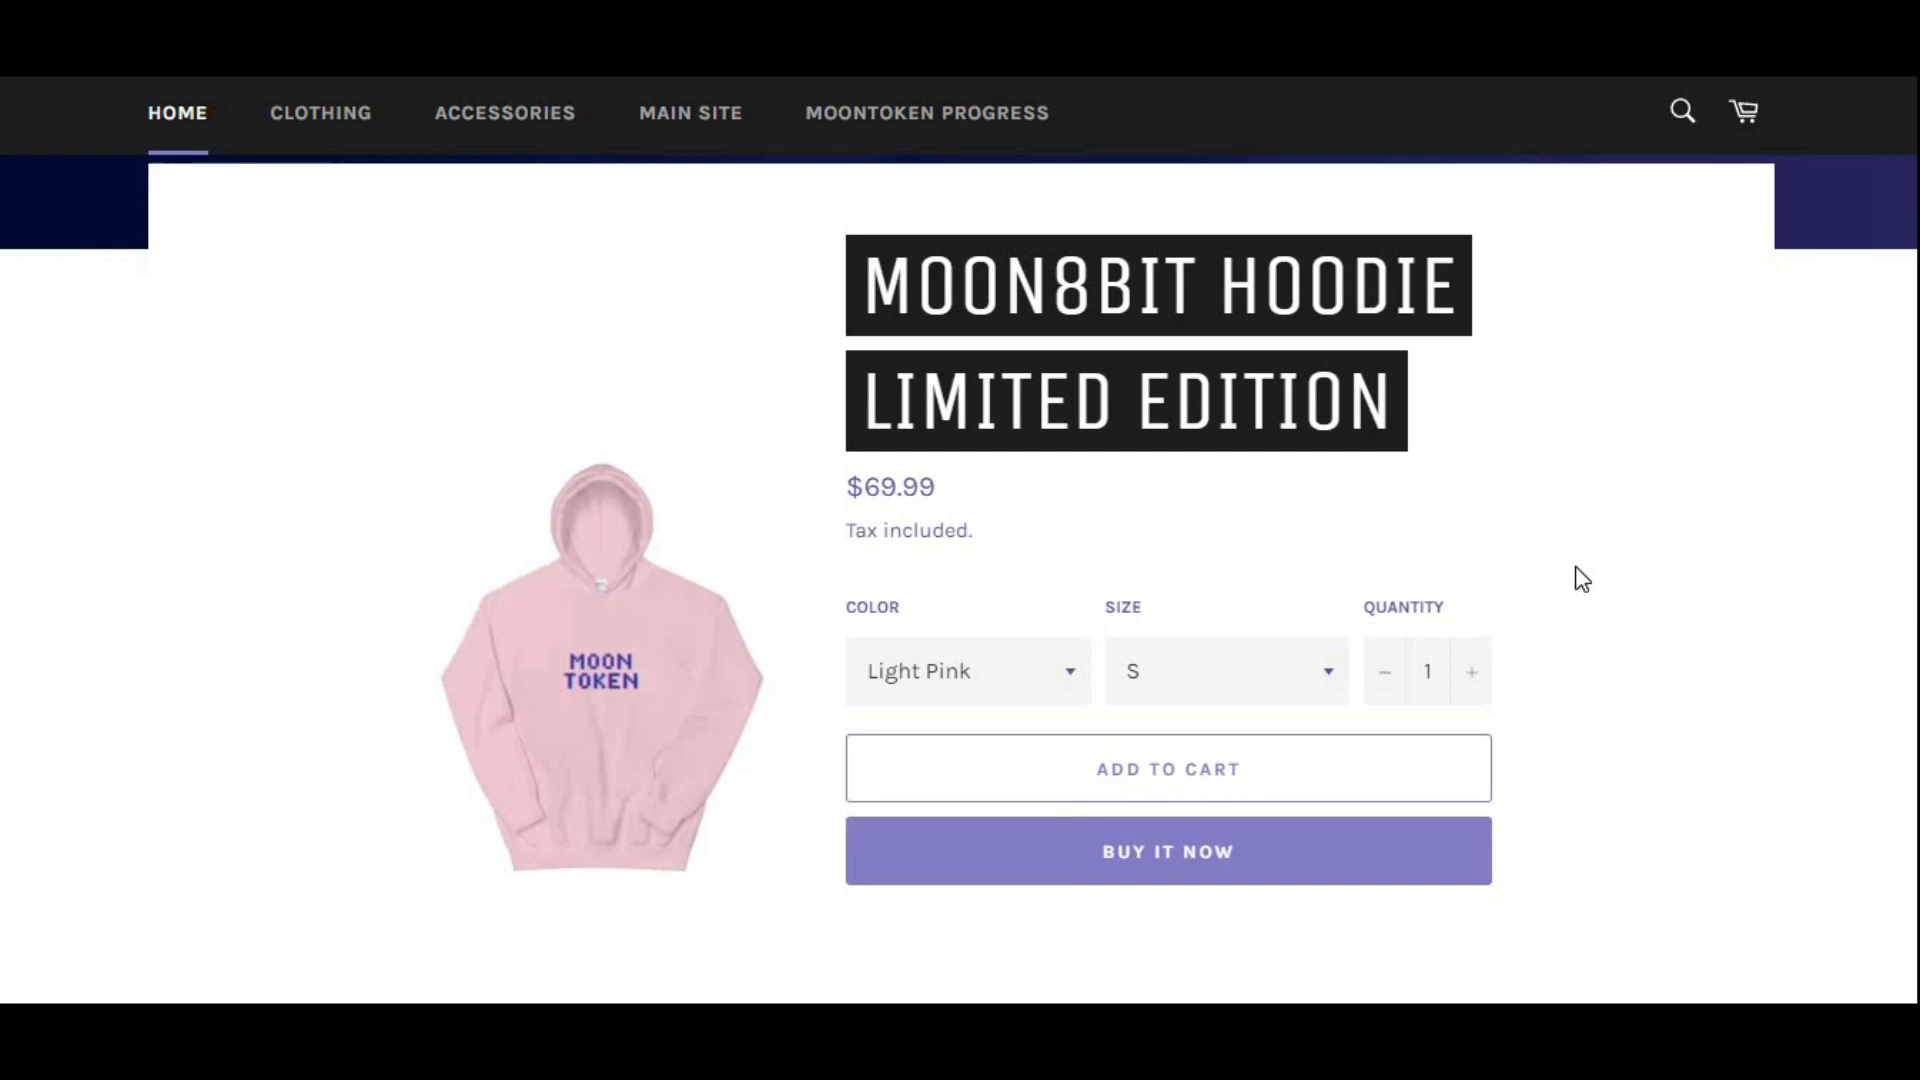 HOME CLOTHING ACCESSORIES MAIN SITE MOONTOKEN PROGRESS
MOON8BIT HOODIE
LIMITED EDITION
$69.99
Tax included.
COLOR SIZE QUANTITY
Light Pink S − 1 +
MOON
TOKEN
ADD TO CART
BUY IT NOW